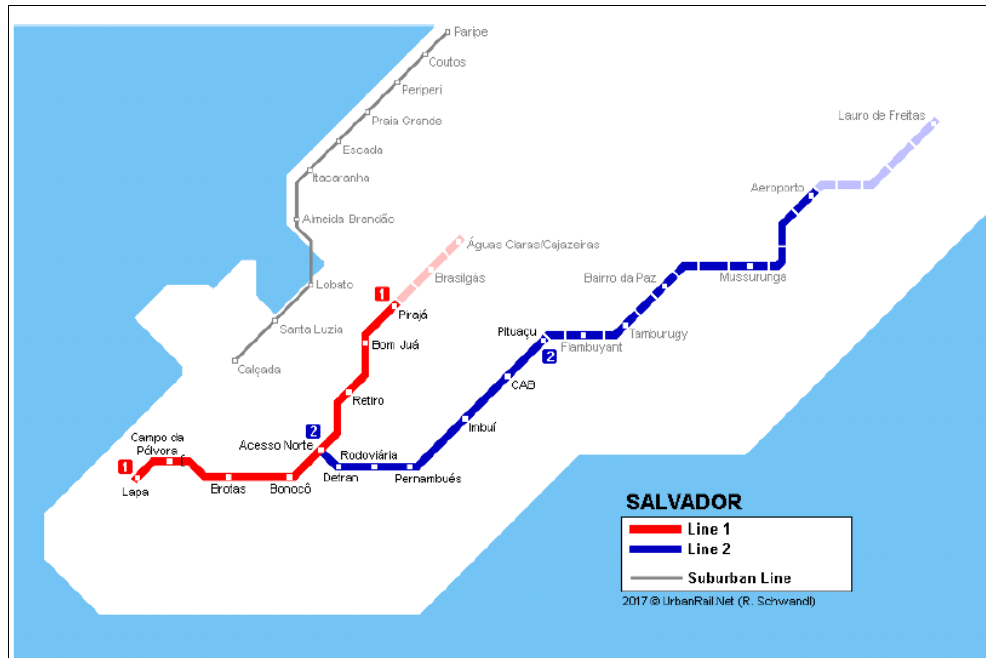 Paripe
Coutos
Periperi
Praia Grande
Escada
Itacaranha
Almeida Brandão
Lobato
Santa Luzia
Calçada
Lauro de Freitas
Aeroporto
Mussurunga
Bairro da Paz
Tamburugy
Flambuyant
Pituaçu
2
CAB
Imbuí
Pernambués
Rodoviária
Detran
Águas Claras/Cajazeiras
Brasilgás
1
Pirajá
Bom Juá
Retiro
2
Acesso Norte
Bonocô
Brotas
Campo da
Pólvora
1
Lapa
SALVADOR
Line 1
Line 2
Suburban Line
2017 © UrbanRail.Net (R. Schwandl)